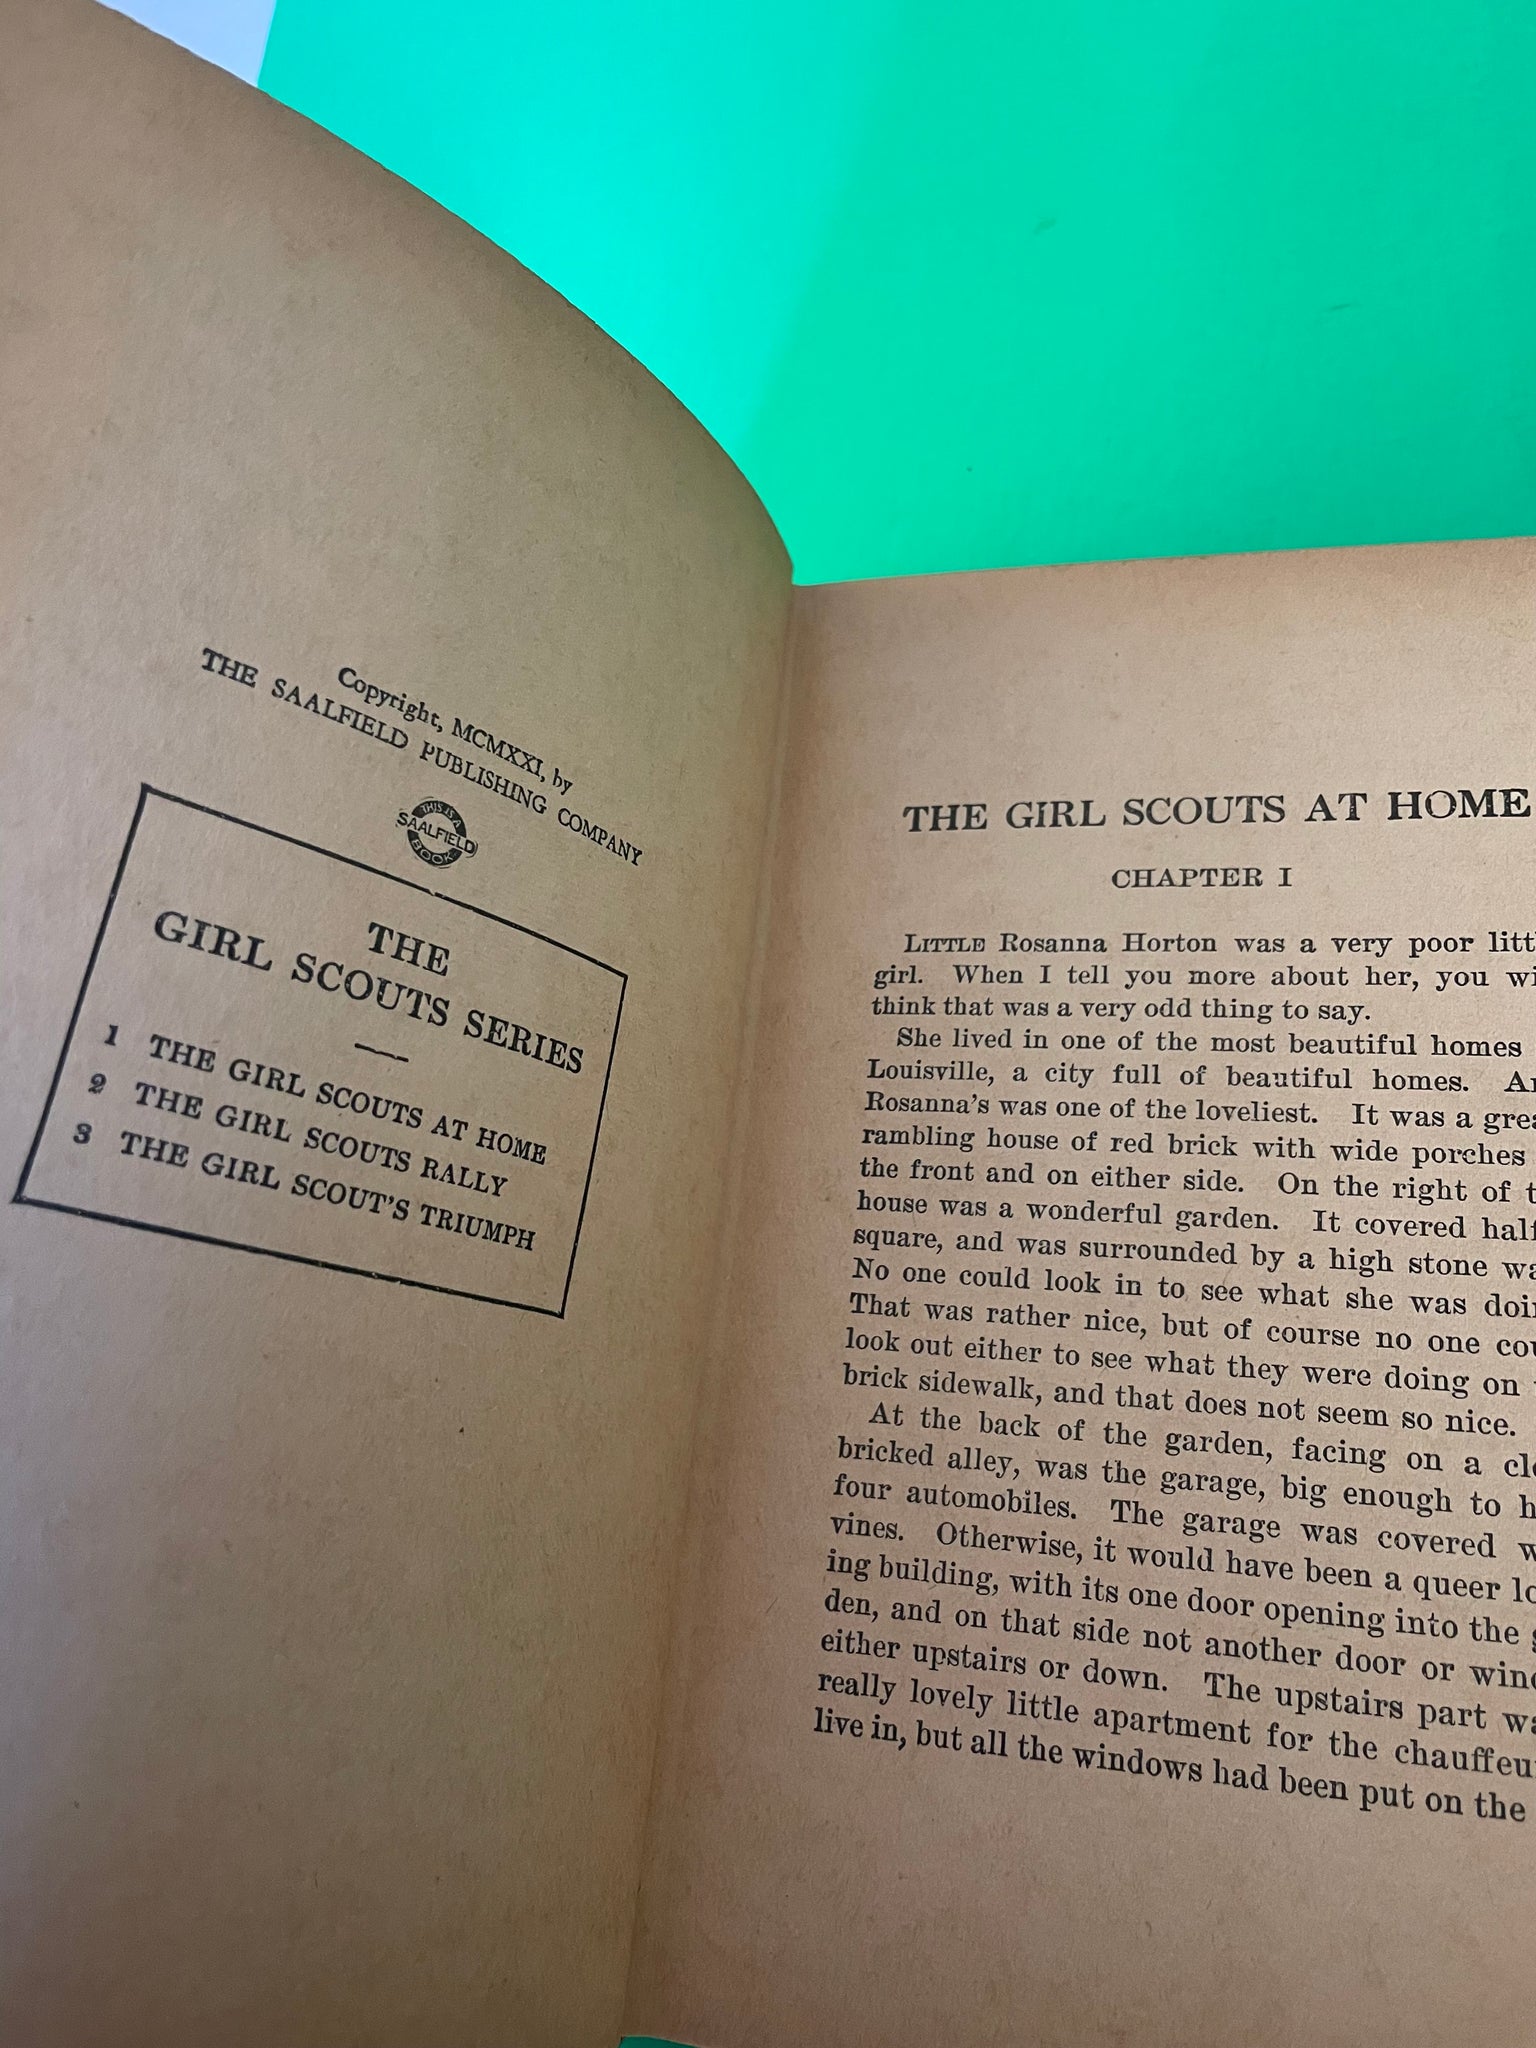 Copyright, MCMXXI, by
THE SAALFIELD PUBLISHING COMPANY
THIS IS A
SAALFIELD
BOOK
THE
GIRL SCOUTS SERIES
1 THE GIRL SCOUTS AT HOME
2 THE GIRL SCOUTS RALLY
3 THE GIRL SCOUT'S TRIUMPH
THE GIRL SCOUTS AT HOME
CHAPTER I
LITTLE Rosanna Horton was a very poor
girl. When I tell you more about her, you
think that was a very odd thing to say.
She lived in one of the most beautiful homes
Louisville, a city full of beautiful homes.
Rosanna's was one of the loveliest. It was a
rambling house of red brick with wide porches
the front and on either side. On the right of
house was a wonderful garden. It covered
square, and was surrounded by a high stone
No one could look in to see what she was
That was rather nice, but of course no one
look out either to see what they were doing on
brick sidewalk, and that does not seem so nice.
At the back of the garden, facing on a
bricked alley, was the garage, big enough to
four automobiles. The garage was covered
vines. Otherwise, it would have been a queer
ing building, with its one door opening into the
den, and on that side not another door or
either upstairs or down. The upstairs part
really lovely little apartment for the
live in, but all the windows had been put on the